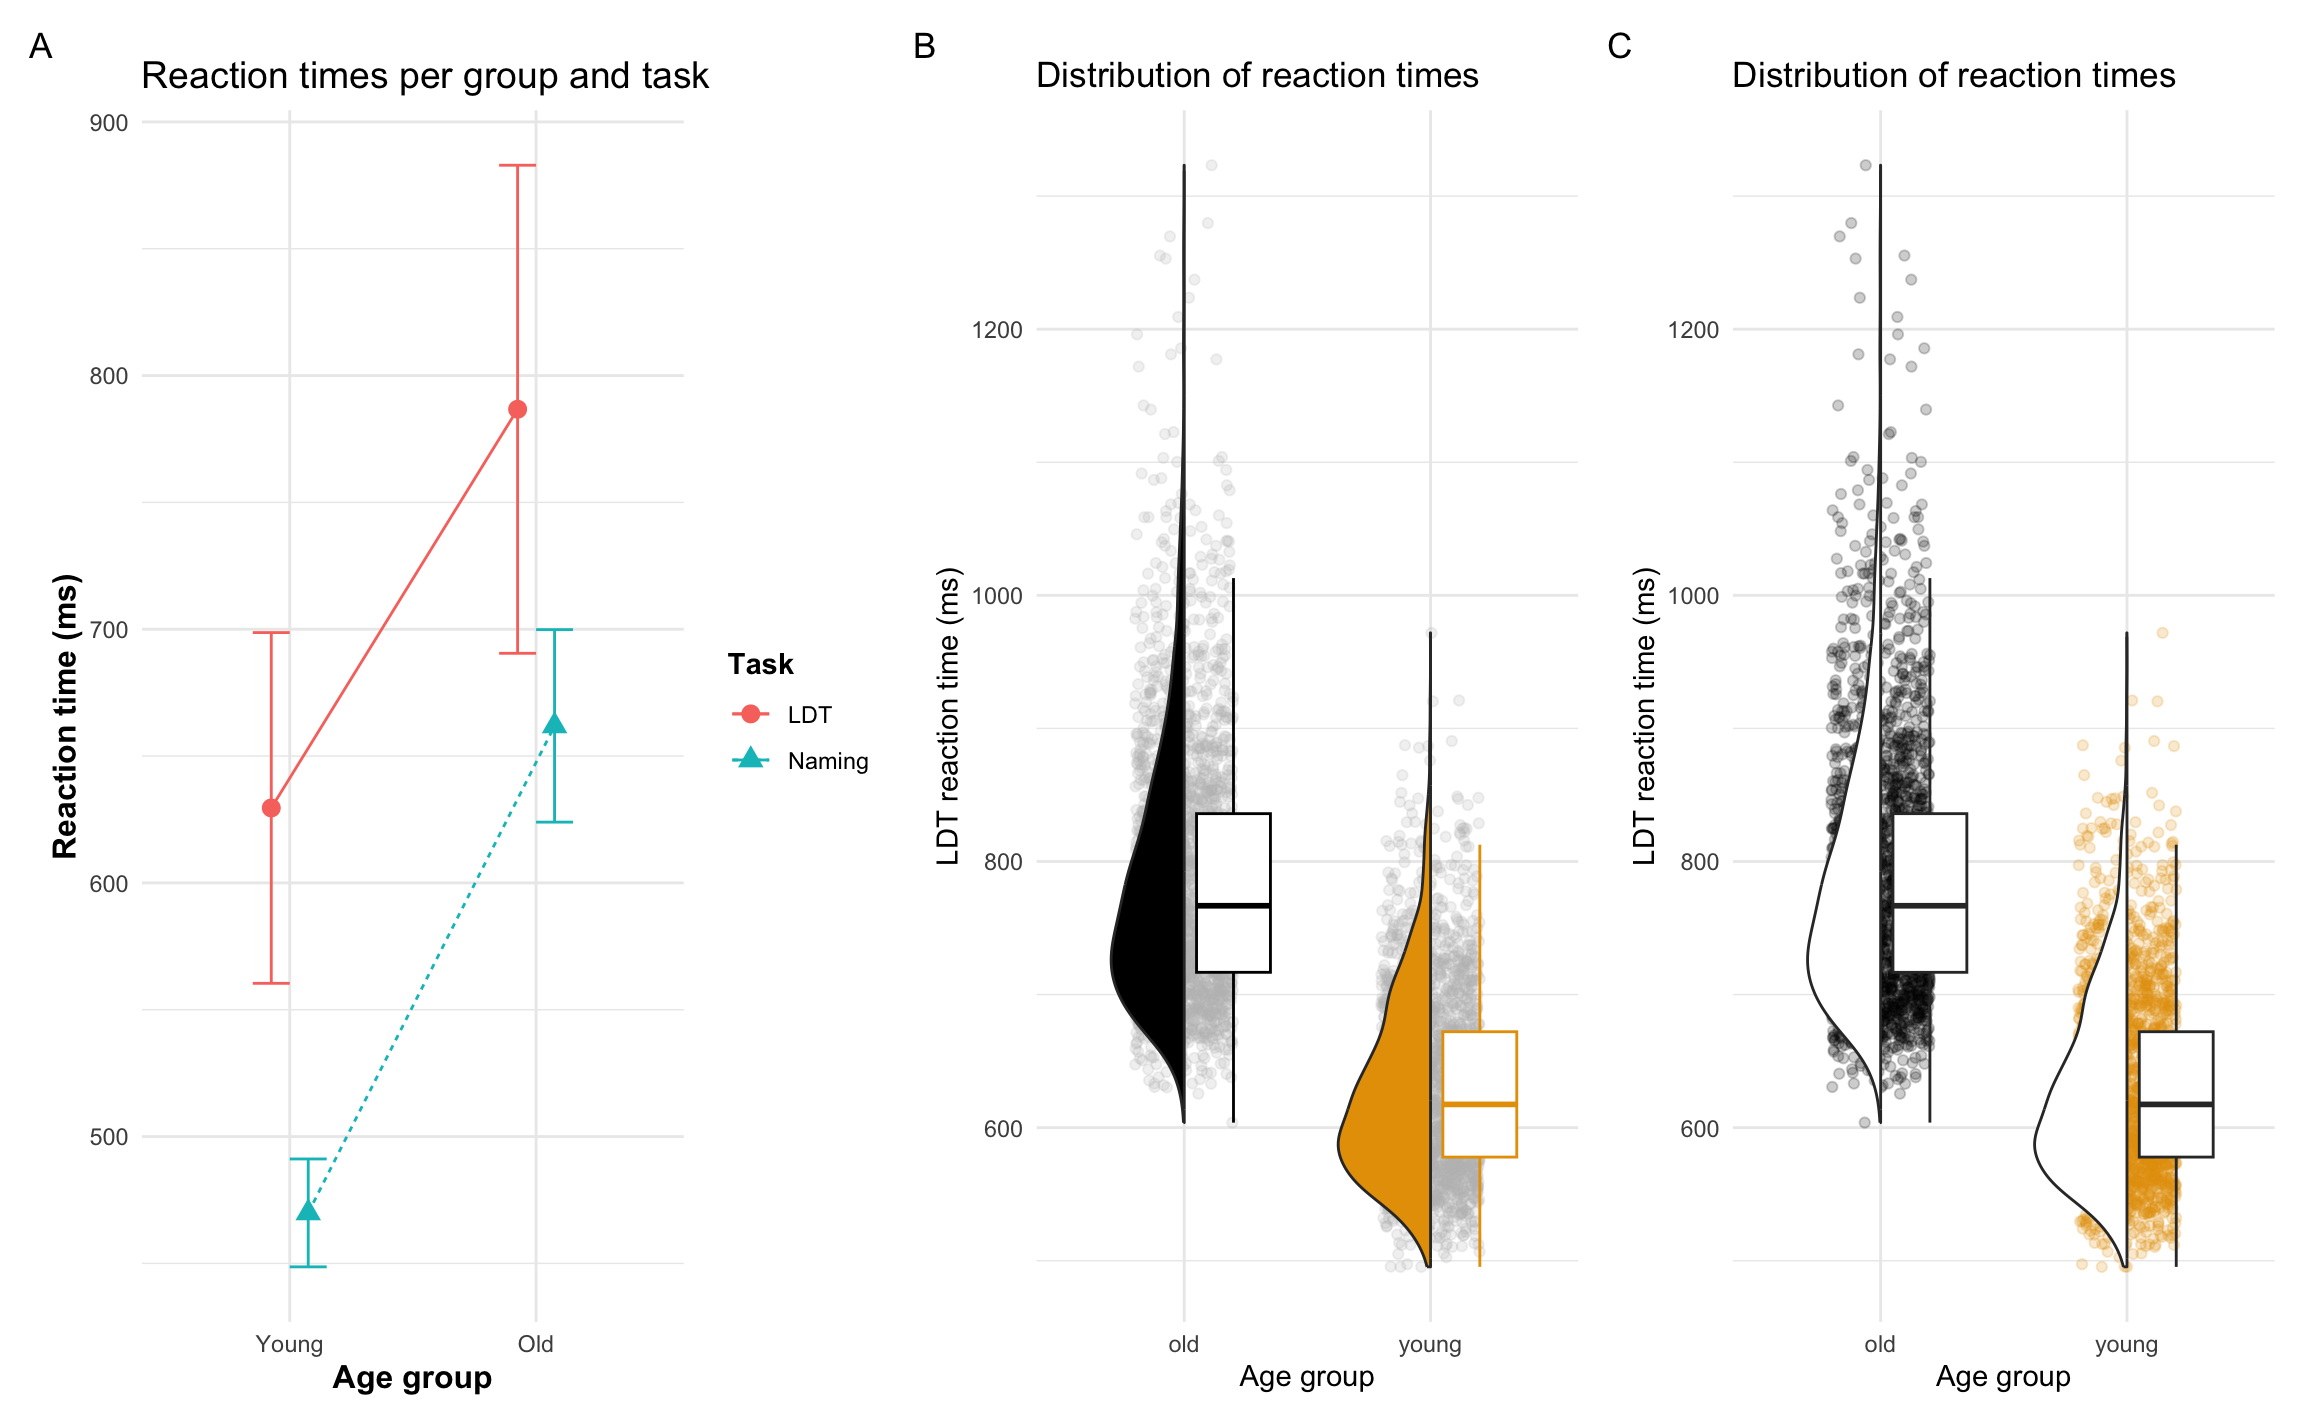 A
Reaction times per group and task
900
800
700
600
500
Reaction time (ms)
Young
Old
Age group
Task
LDT
Naming
B
Distribution of reaction times
1200
1000
800
600
LDT reaction time (ms)
old
young
Age group
C
Distribution of reaction times
1200
1000
800
600
LDT reaction time (ms)
old
young
Age group